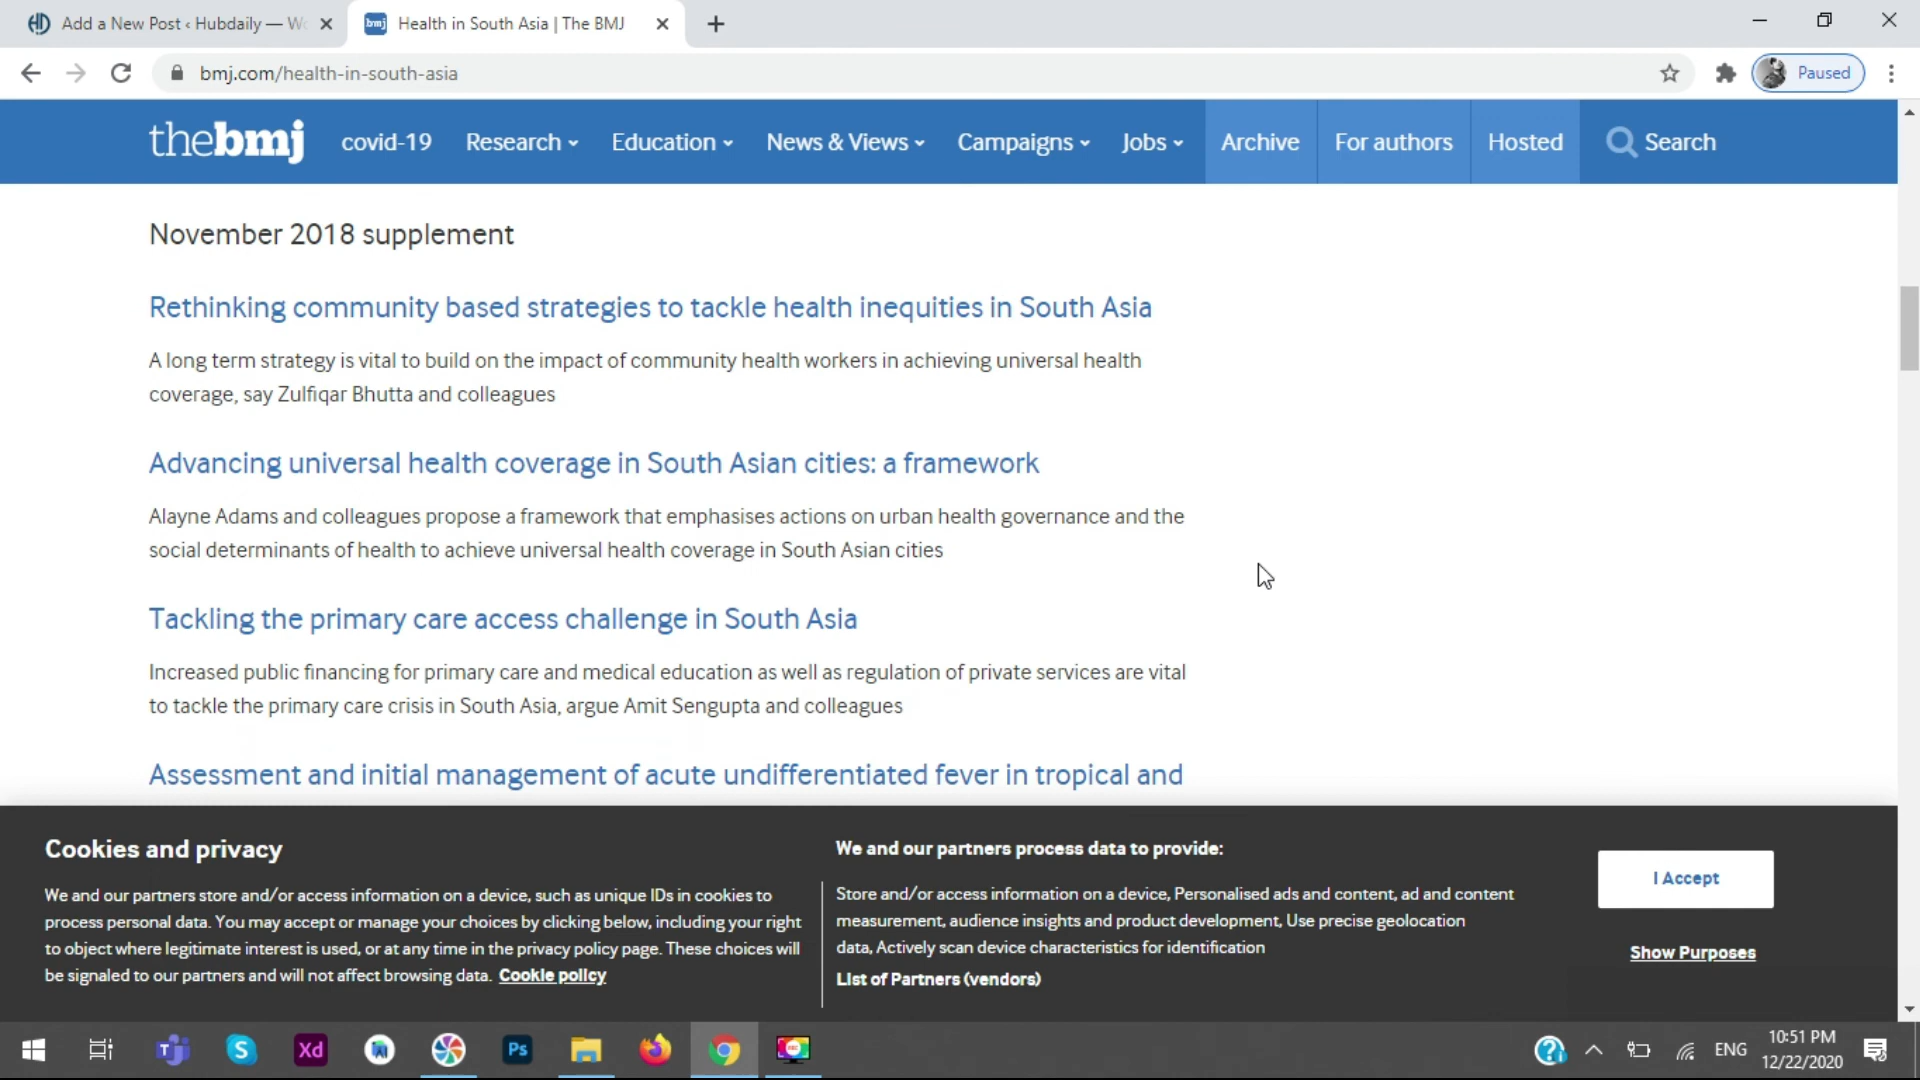 Add a New Post ‹ Hubdaily — Wo
bmj Health in South Asia | The BMJ
bmj.com/health-in-south-asia
Paused
thebmj covid-19 Research Education News & Views Campaigns Jobs Archive For authors Hosted Search
November 2018 supplement
Rethinking community based strategies to tackle health inequities in South Asia
A long term strategy is vital to build on the impact of community health workers in achieving universal health
coverage, say Zulfiqar Bhutta and colleagues
Advancing universal health coverage in South Asian cities: a framework
Alayne Adams and colleagues propose a framework that emphasises actions on urban health governance and the
social determinants of health to achieve universal health coverage in South Asian cities
Tackling the primary care access challenge in South Asia
Increased public financing for primary care and medical education as well as regulation of private services are vital
to tackle the primary care crisis in South Asia, argue Amit Sengupta and colleagues
Assessment and initial management of acute undifferentiated fever in tropical and
Cookies and privacy
We and our partners store and/or access information on a device, such as unique IDs in cookies to
process personal data. You may accept or manage your choices by clicking below, including your right
to object where legitimate interest is used, or at any time in the privacy policy page. These choices will
be signaled to our partners and will not affect browsing data. Cookie policy
We and our partners process data to provide:
Store and/or access information on a device, Personalised ads and content, ad and content
measurement, audience insights and product development, Use precise geolocation
data, Actively scan device characteristics for identification
List of Partners (vendors)
I Accept
Show Purposes
Xd
Ps
ENG
10:51 PM
12/22/2020